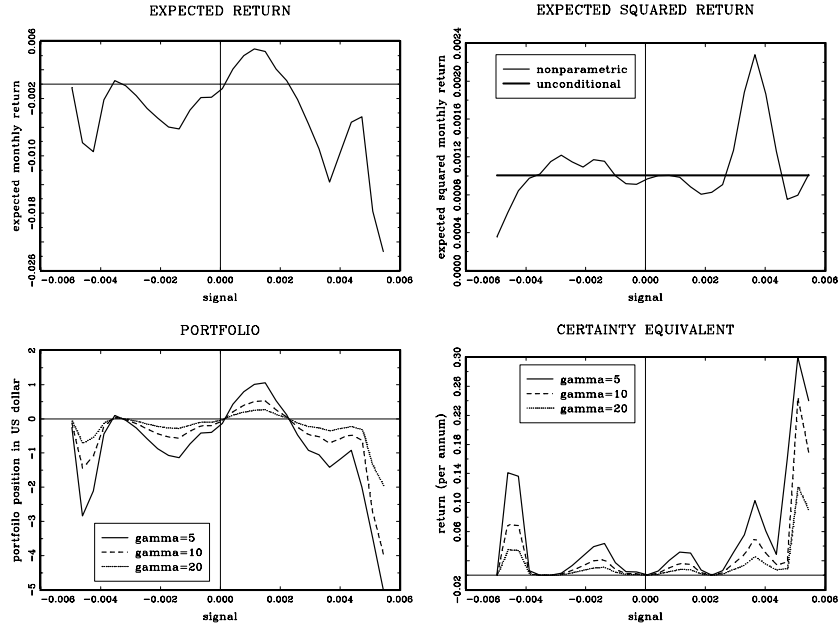 EXPECTED RETURN
expected monthly return
0.006
-0.002
-0.010
-0.018
-0.026
-0.006 -0.004 -0.002 0.000 0.002 0.004 0.006
signal
EXPECTED SQUARED RETURN
expected squared monthly return
0.0024
0.0020
0.0016
0.0012
0.0008
0.0004
0.0000
nonparametric
unconditional
-0.006 -0.004 -0.002 0.000 0.002 0.004 0.006
signal
PORTFOLIO
portfolio position in US dollar
2
1
0
-1
-2
-3
-4
-5
gamma=5
gamma=10
gamma=20
-0.006 -0.004 -0.002 0.000 0.002 0.004 0.006
signal
CERTAINTY EQUIVALENT
return (per annum)
0.30
0.26
0.22
0.18
0.14
0.10
0.06
-0.02
gamma=5
gamma=10
gamma=20
-0.006 -0.004 -0.002 0.000 0.002 0.004 0.006
signal